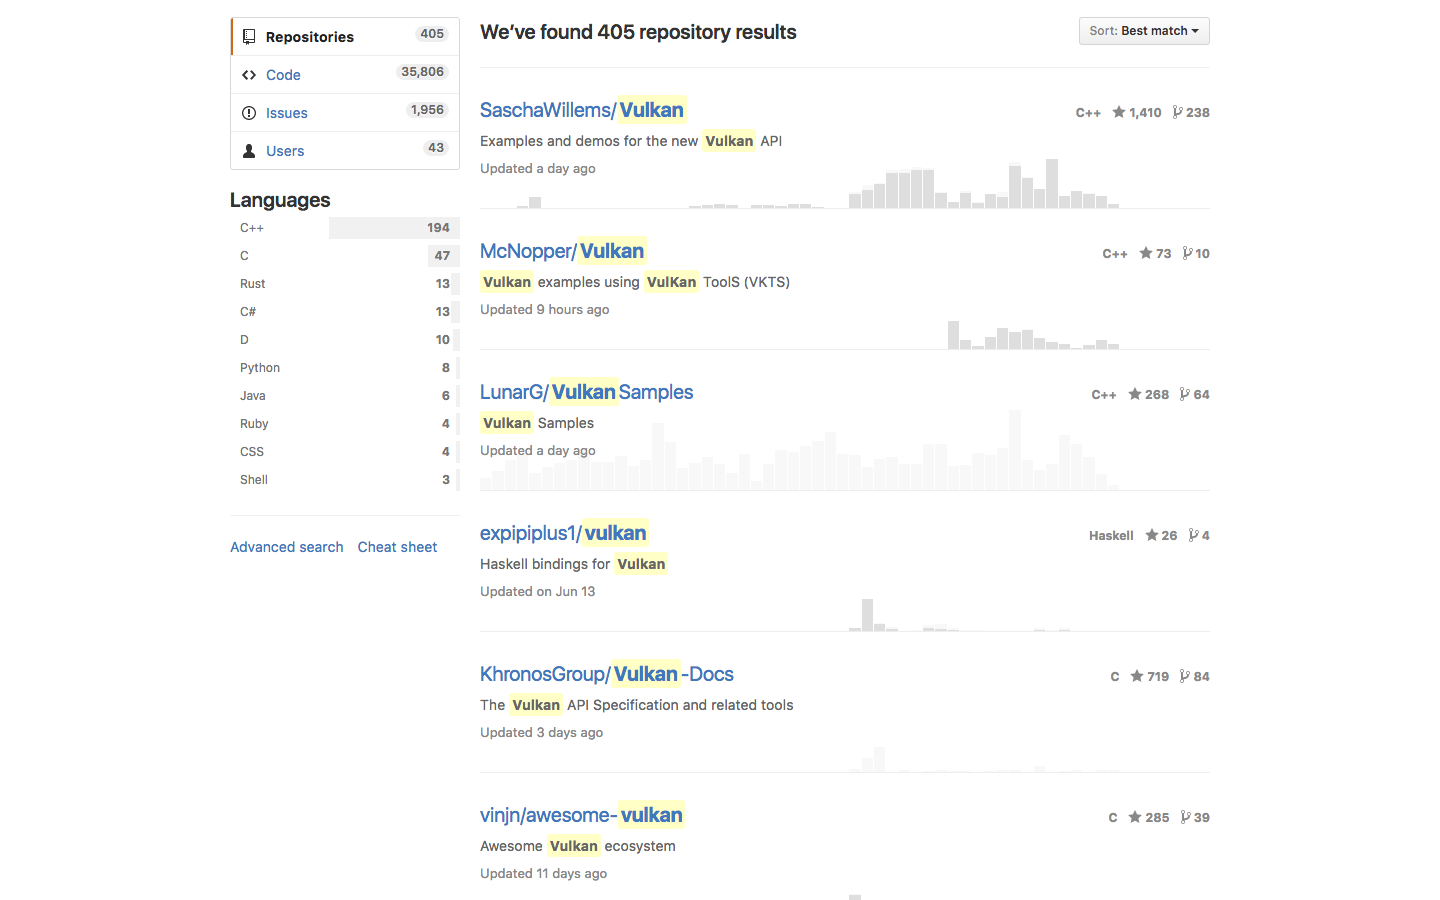 Repositories 405
Code 35,806
Issues 1,956
Users 43
Languages
C++ 194
C 47
Rust 13
C# 13
D 10
Python 8
Java 6
Ruby 4
CSS 4
Shell 3
Advanced search Cheat sheet
We’ve found 405 repository results
Sort: Best match
SaschaWillems/Vulkan
C++ 1,410 238
Examples and demos for the new Vulkan API
Updated a day ago
McNopper/Vulkan
C++ 73 10
Vulkan examples using VulKan ToolS (VKTS)
Updated 9 hours ago
LunarG/VulkanSamples
C++ 268 64
Vulkan Samples
Updated a day ago
expipiplus1/vulkan
Haskell 26 4
Haskell bindings for Vulkan
Updated on Jun 13
KhronosGroup/Vulkan-Docs
C 719 84
The Vulkan API Specification and related tools
Updated 3 days ago
vinjn/awesome-vulkan
C 285 39
Awesome Vulkan ecosystem
Updated 11 days ago